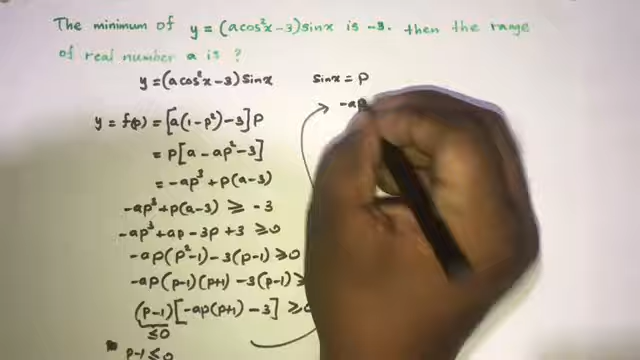 The minimum of y = (acos²x-3)sinx is -3. then the range
of real number a is?
y = (acos²x-3)sinx
sinx = p
y = f(p) = [a(1-p²)-3]p
= p[a-ap²-3]
= -ap³+p(a-3)
-ap³+p(a-3) ≥ -3
-ap³+ap-3p+3 ≥ 0
-ap(p²-1)-3(p-1) ≥ 0
-ap(p-1)(p+1)-3(p-1) ≥
(p-1)[-ap(p+1)-3] ≥ 0
≤0
p-1 ≤ 0
-ap